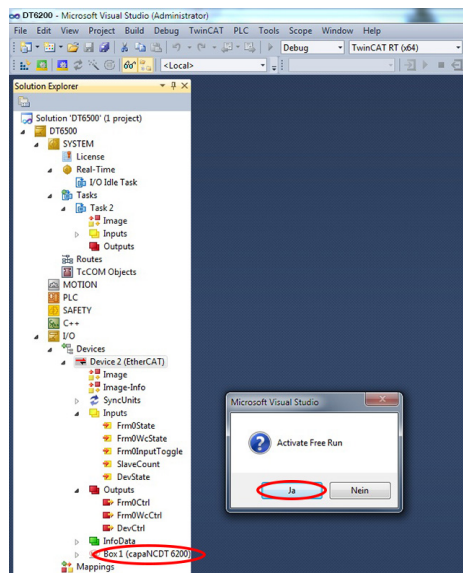 DT6200 - Microsoft Visual Studio (Administrator)
File Edit View Project Build Debug TwinCAT PLC Tools Scope Window Help
Debug TwinCAT RT (x64)
<Local>
Solution Explorer
Solution 'DT6500' (1 project)
DT6500
SYSTEM
License
Real-Time
I/O Idle Task
Tasks
Task 2
Image
Inputs
Outputs
Routes
TcCOM Objects
MOTION
PLC
SAFETY
C++
I/O
Devices
Device 2 (EtherCAT)
Image
Image-Info
SyncUnits
Inputs
Frm0State
Frm0WcState
Frm0InputToggle
SlaveCount
DevState
Outputs
Frm0Ctrl
Frm0WcCtrl
DevCtrl
InfoData
Box 1 (capaNCDT 6200)
Mappings
Microsoft Visual Studio
Activate Free Run
Ja Nein